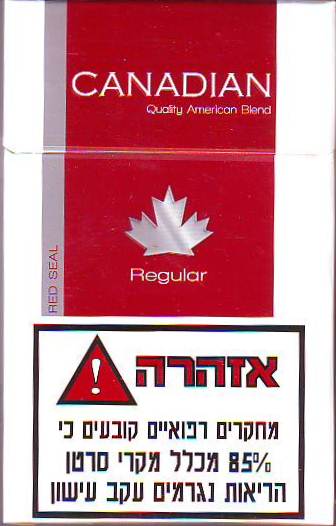 CANADIAN
Quality American Blend
RED SEAL
Regular
אזהרה
מחקרים רפואיים קובעים כי
85% מכלל מקרי סרטן
הריאות נגרמים עקב עישון